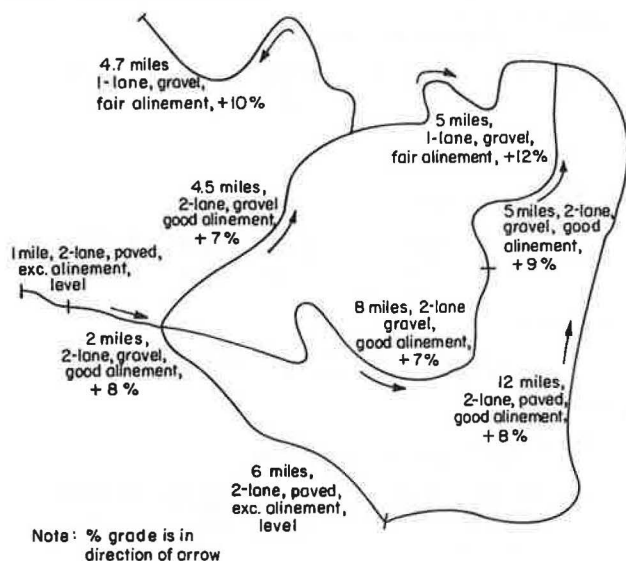 4.7 miles
1-lane, gravel,
fair alinement, +10%
5 miles,
1-lane, gravel,
fair alinement, +12%
4.5 miles,
2-lane, gravel
good alinement,
+7%
5 miles, 2-lane,
gravel, good
alinement,
+9%
1 mile, 2-lane, paved,
exc. alinement,
level
8 miles, 2-lane
gravel,
good alinement,
+7%
2 miles,
2-lane, gravel,
good alinement,
+8%
12 miles,
2-lane, paved,
good alinement,
+8%
6 miles,
2-lane, paved,
exc. alinement,
level
Note: % grade is in
direction of arrow